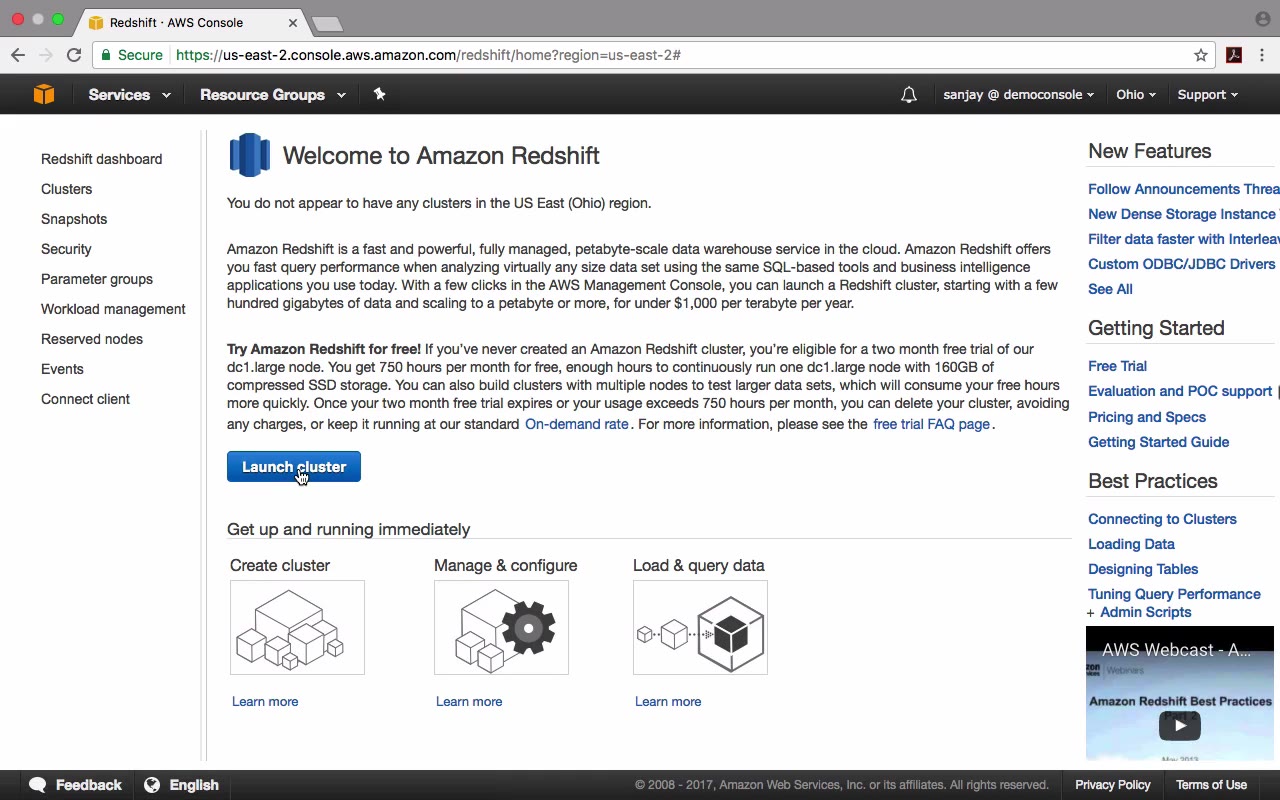 Redshift · AWS Console
Secure
https://us-east-2.console.aws.amazon.com/redshift/home?region=us-east-2#
Services
Resource Groups
sanjay @ democonsole
Ohio
Support
Redshift dashboard
Clusters
Snapshots
Security
Parameter groups
Workload management
Reserved nodes
Events
Connect client
Welcome to Amazon Redshift
You do not appear to have any clusters in the US East (Ohio) region.
Amazon Redshift is a fast and powerful, fully managed, petabyte-scale data warehouse service in the cloud. Amazon Redshift offers
you fast query performance when analyzing virtually any size data set using the same SQL-based tools and business intelligence
applications you use today. With a few clicks in the AWS Management Console, you can launch a Redshift cluster, starting with a few
hundred gigabytes of data and scaling to a petabyte or more, for under $1,000 per terabyte per year.
Try Amazon Redshift for free! If you've never created an Amazon Redshift cluster, you're eligible for a two month free trial of our
dc1.large node. You get 750 hours per month for free, enough hours to continuously run one dc1.large node with 160GB of
compressed SSD storage. You can also build clusters with multiple nodes to test larger data sets, which will consume your free hours
more quickly. Once your two month free trial expires or your usage exceeds 750 hours per month, you can delete your cluster, avoiding
any charges, or keep it running at our standard On-demand rate. For more information, please see the free trial FAQ page.
Launch cluster
Get up and running immediately
Create cluster
Manage & configure
Load & query data
Learn more
Learn more
Learn more
New Features
Follow Announcements Threa
New Dense Storage Instance
Filter data faster with Interleav
Custom ODBC/JDBC Drivers
See All
Getting Started
Free Trial
Evaluation and POC support
Pricing and Specs
Getting Started Guide
Best Practices
Connecting to Clusters
Loading Data
Designing Tables
Tuning Query Performance
+ Admin Scripts
AWS Webcast - A...
Webinars
Amazon Redshift Best Practices
May 2013
Feedback
English
© 2008 - 2017, Amazon Web Services, Inc. or its affiliates. All rights reserved.
Privacy Policy
Terms of Use